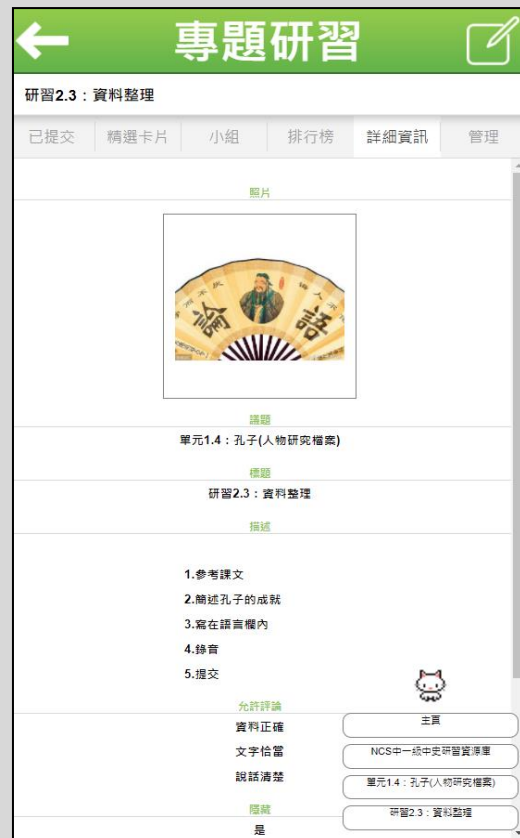 專題研習
研習2.3：資料整理
已提交 精選卡片 小組 排行榜 詳細資訊 管理
照片
論語
議題
單元1.4：孔子(人物研究檔案)
標題
研習2.3：資料整理
描述
1.參考課文
2.簡述孔子的成就
3.寫在語言欄內
4.錄音
5.提交
允許評論
資料正確
文字恰當
說話清楚
隱藏
是
主頁
NCS中一級中史研習資源庫
單元1.4：孔子(人物研究檔案)
研習2.3：資料整理